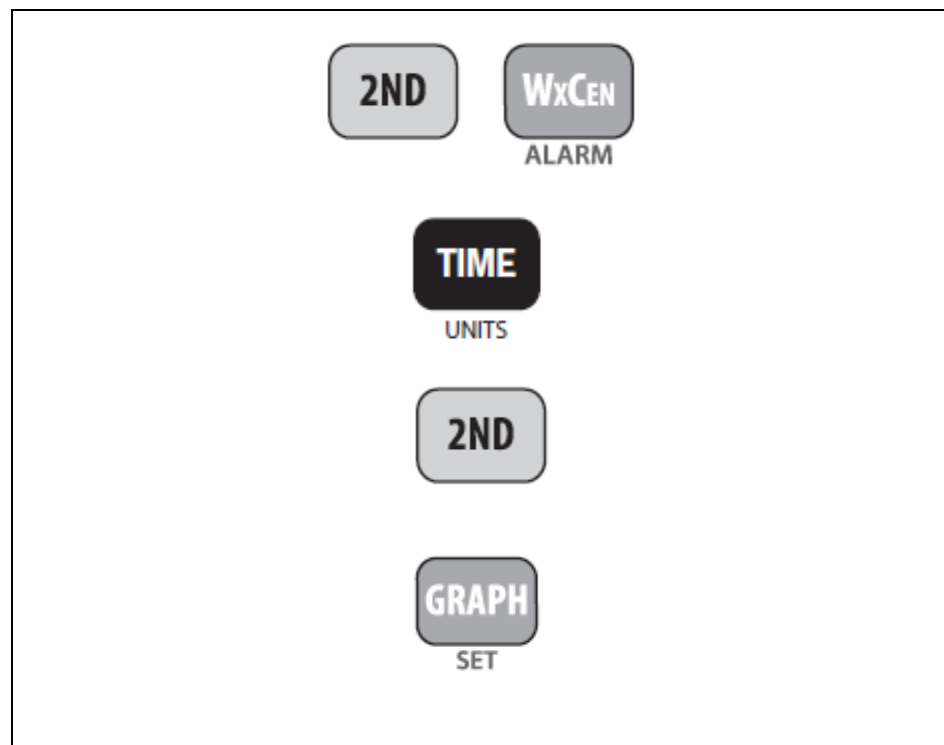 2ND WxCEN
ALARM
TIME
UNITS
2ND
GRAPH
SET